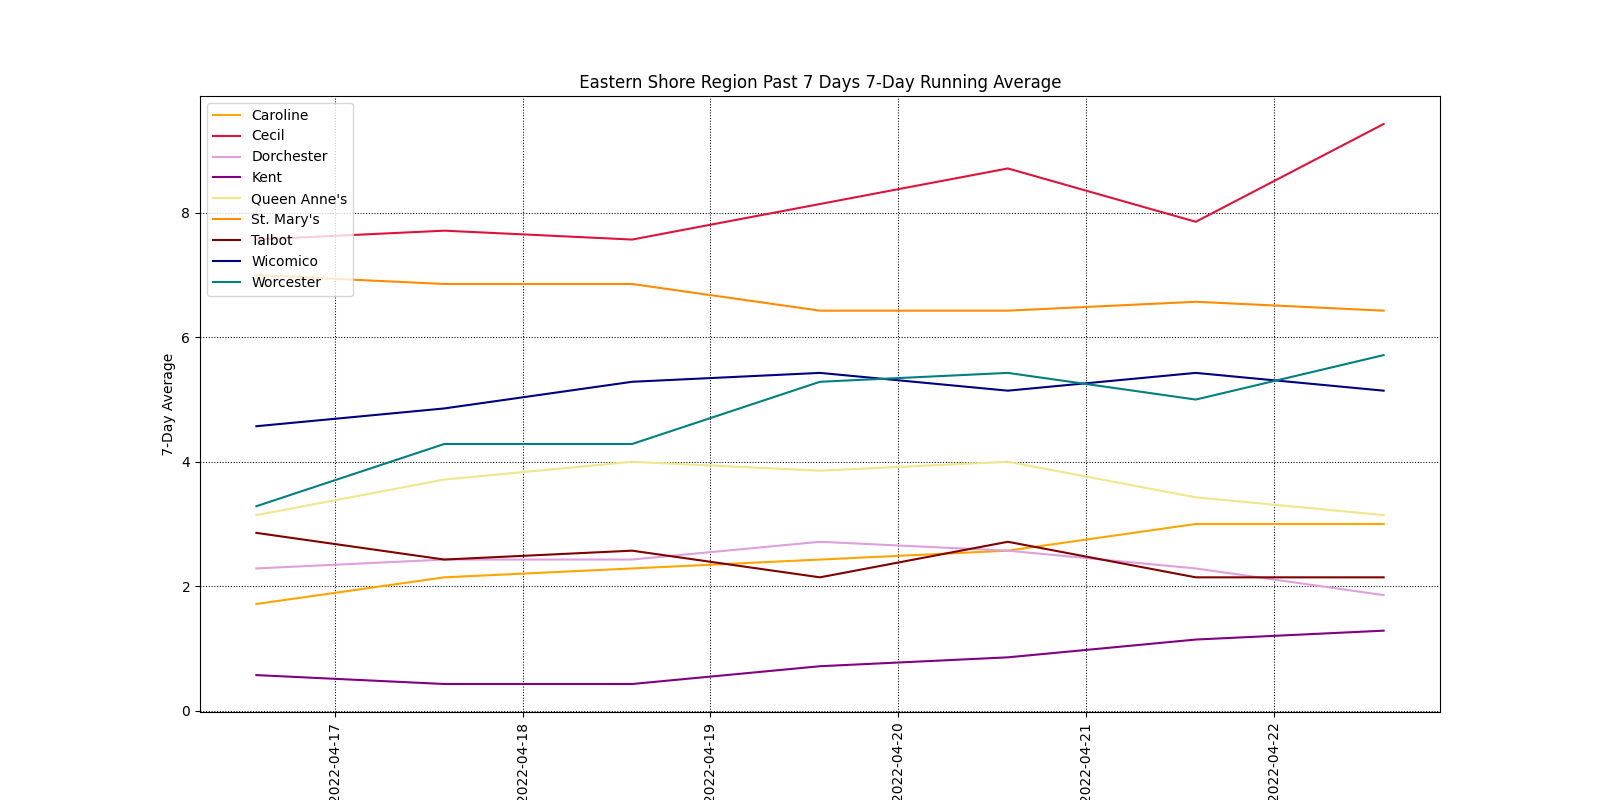 Eastern Shore Region Past 7 Days 7-Day Running Average
Caroline
Cecil
Dorchester
Kent
Queen Anne's
St. Mary's
Talbot
Wicomico
Worcester
7-Day Average
8
6
4
2
0
2022-04-17
2022-04-18
2022-04-19
2022-04-20
2022-04-21
2022-04-22